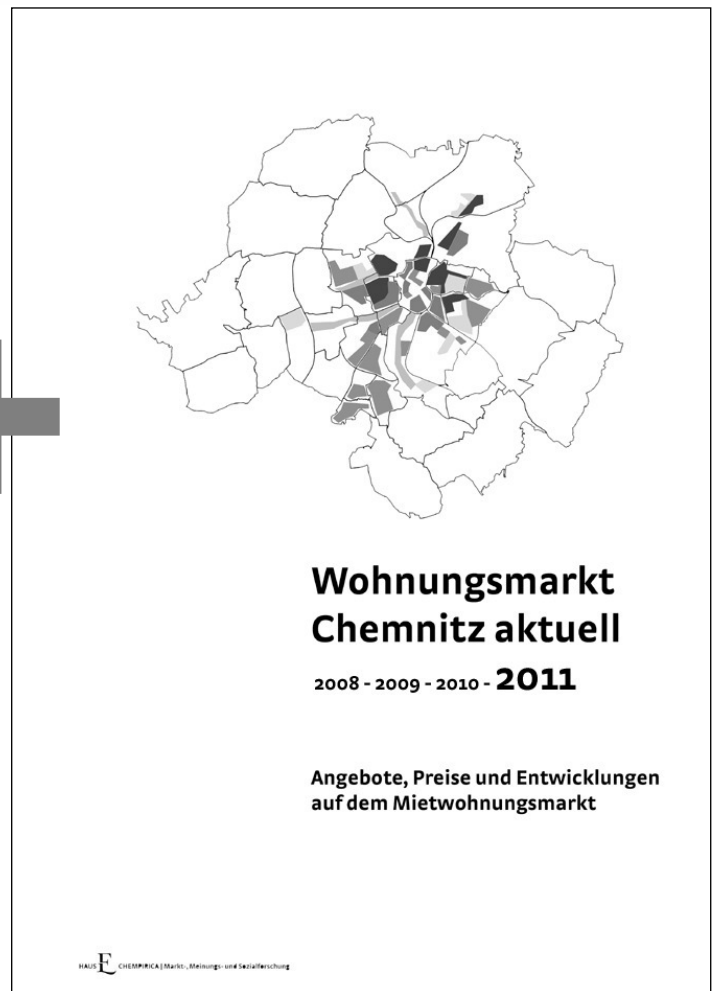 Wohnungsmarkt
Chemnitz aktuell
2008 - 2009 - 2010 - 2011
Angebote, Preise und Entwicklungen
auf dem Mietwohnungsmarkt
HAUS E CHEMPIRICA | Markt-, Meinungs- und Sozialforschung